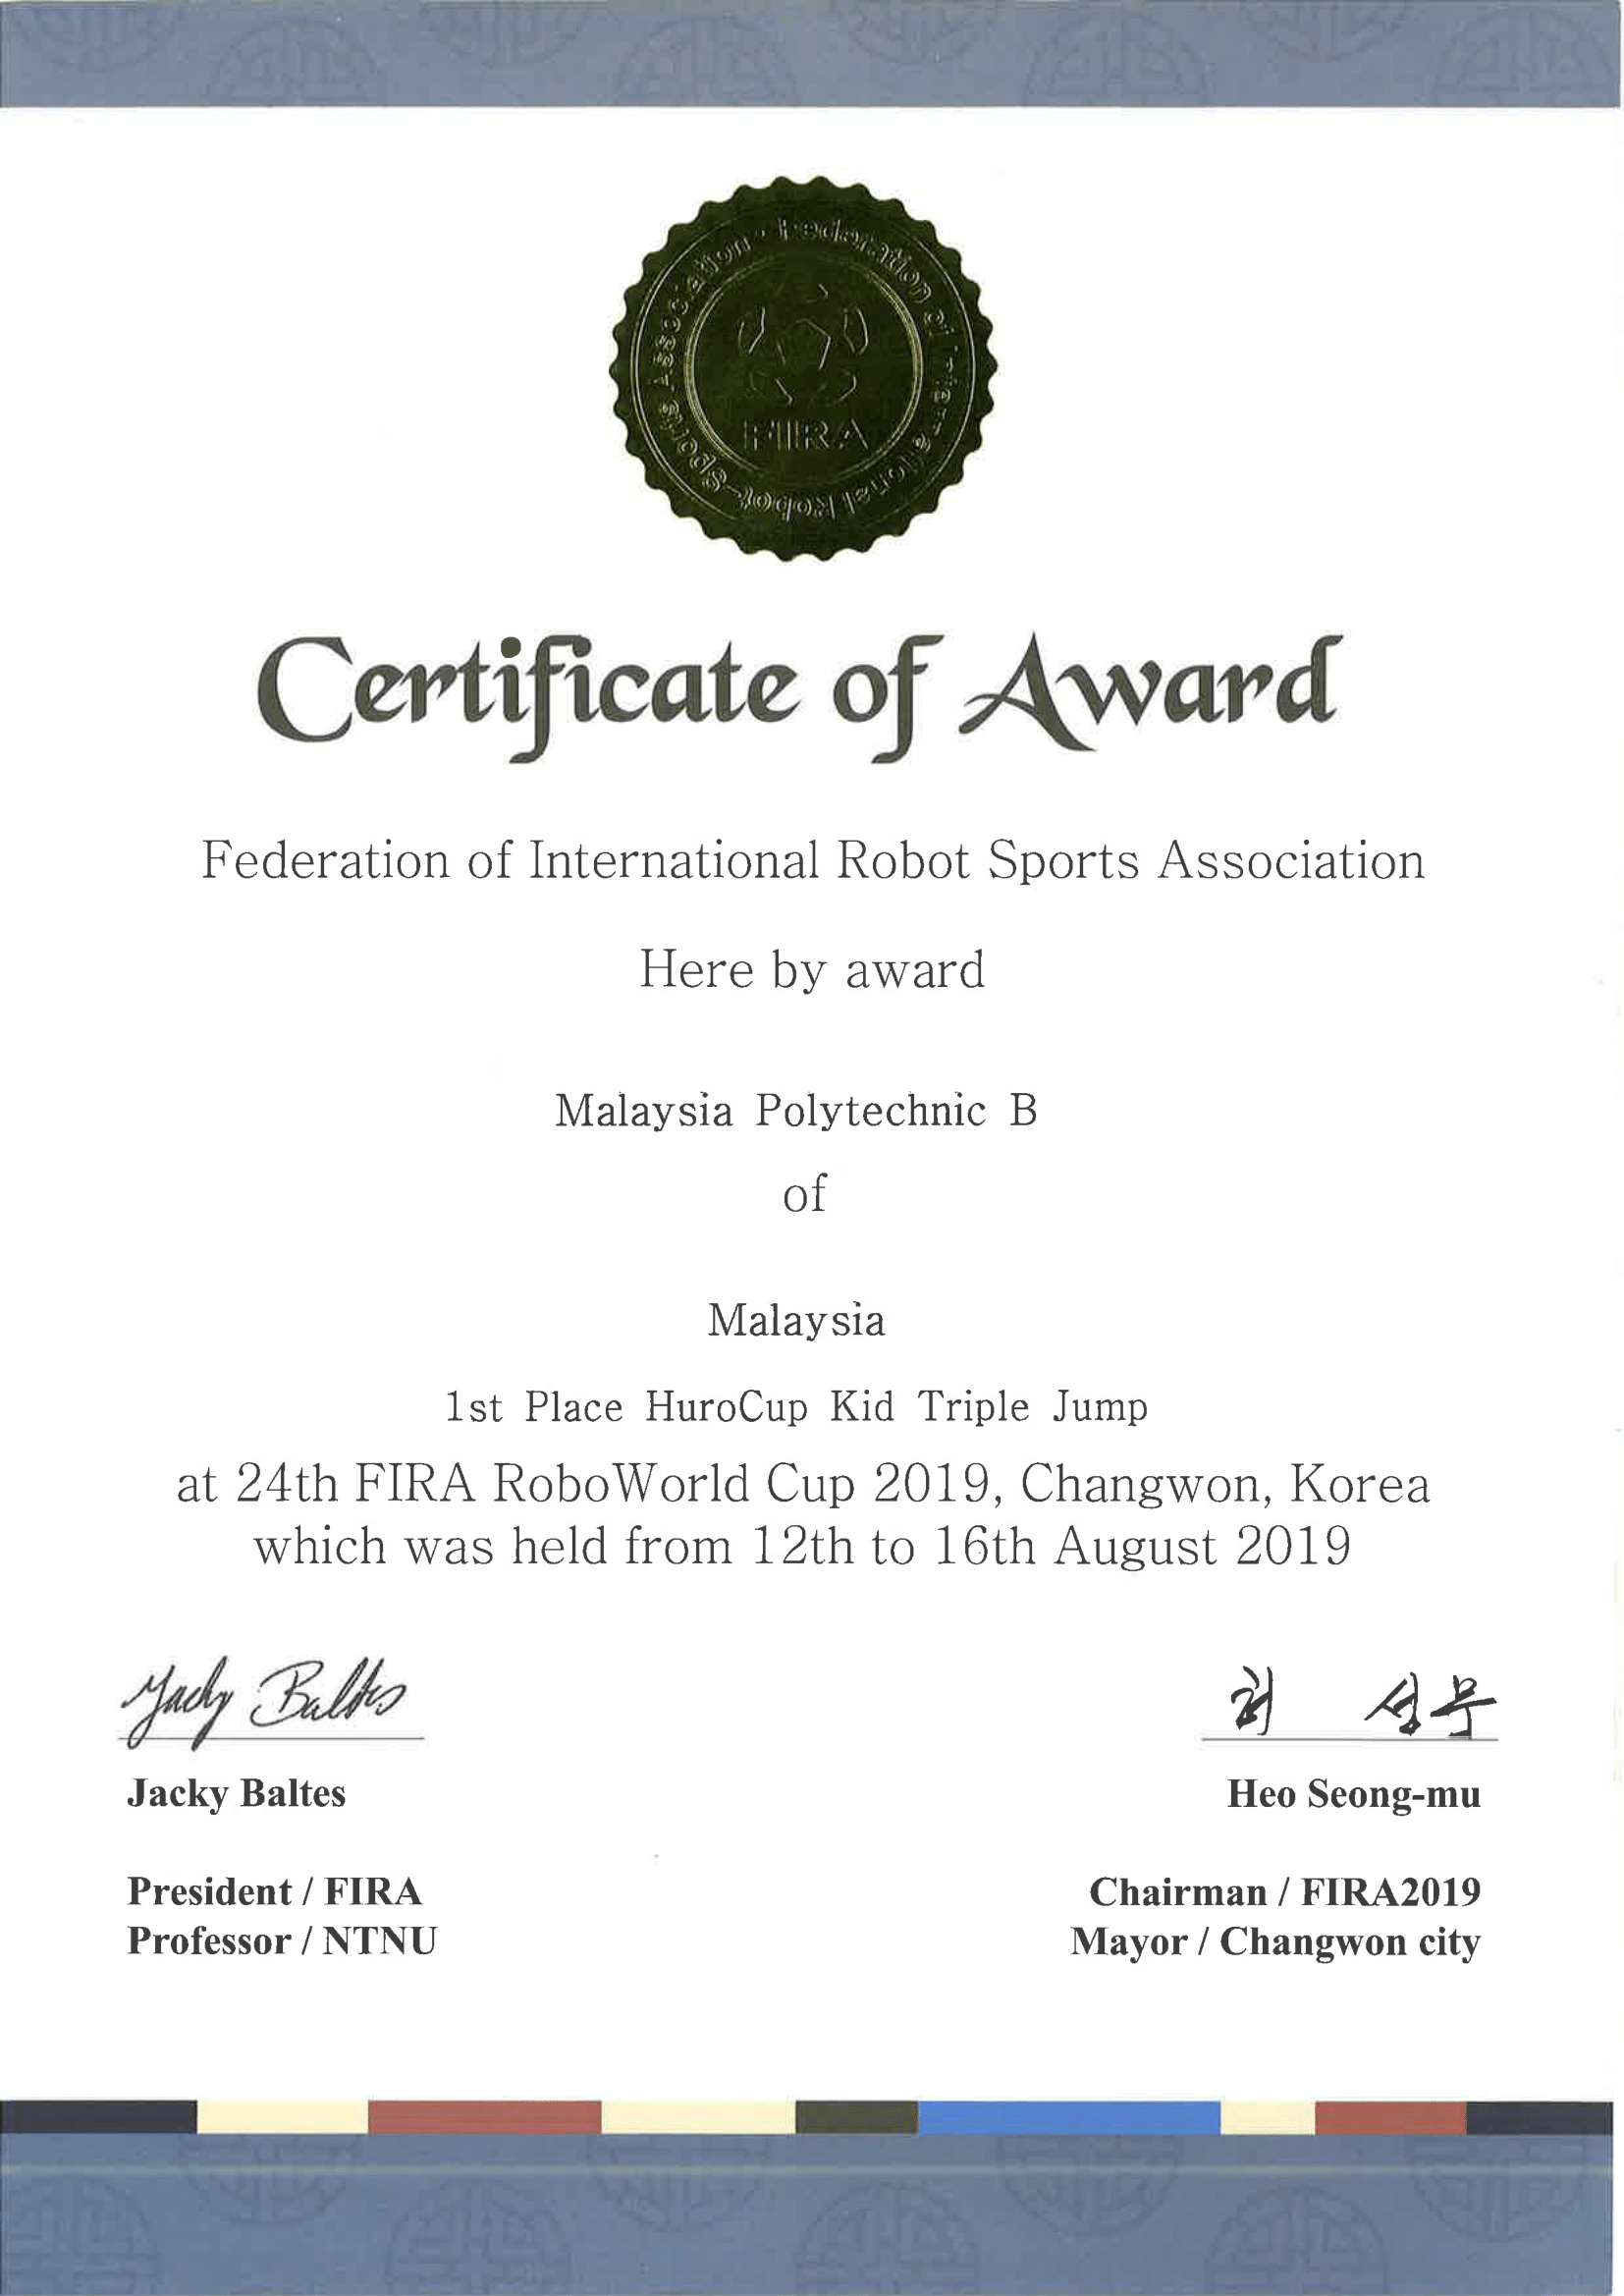 Federation of International Robot-Sports Association
FIRA
Certificate of Award
Federation of International Robot Sports Association
Here by award
Malaysia Polytechnic B
of
Malaysia
1st Place HuroCup Kid Triple Jump
at 24th FIRA RoboWorld Cup 2019, Changwon, Korea
which was held from 12th to 16th August 2019
Jacky Baltes
허 성무
Jacky Baltes
Heo Seong-mu
President / FIRA
Chairman / FIRA2019
Professor / NTNU
Mayor / Changwon city